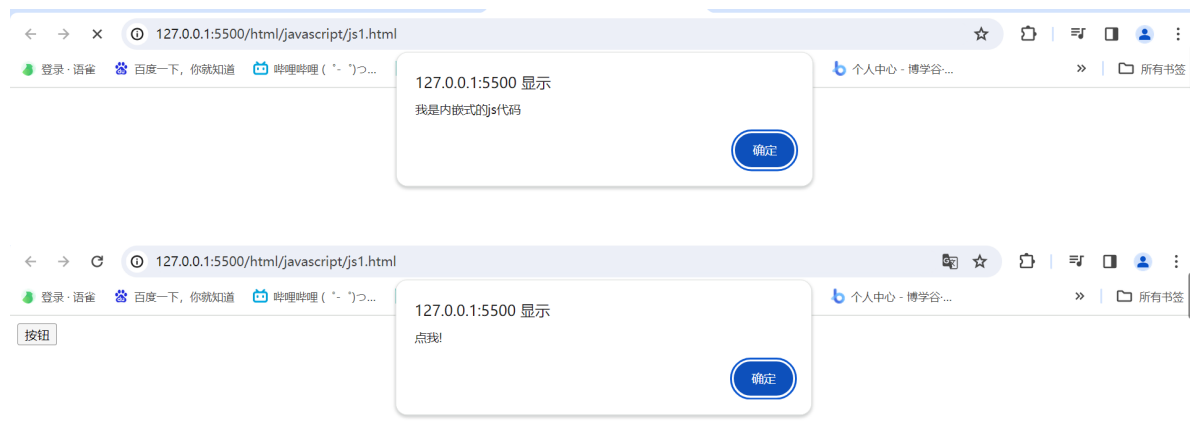 127.0.0.1:5500/html/javascript/js1.html
登录 · 语雀 百度一下，你就知道 哔哩哔哩 (゜-゜)つ... 个人中心 - 博学谷·... » 所有书签
127.0.0.1:5500 显示
我是内嵌式的js代码
确定
127.0.0.1:5500/html/javascript/js1.html
登录 · 语雀 百度一下，你就知道 哔哩哔哩 (゜-゜)つ... 个人中心 - 博学谷·... » 所有书签
按钮
127.0.0.1:5500 显示
点我!
确定